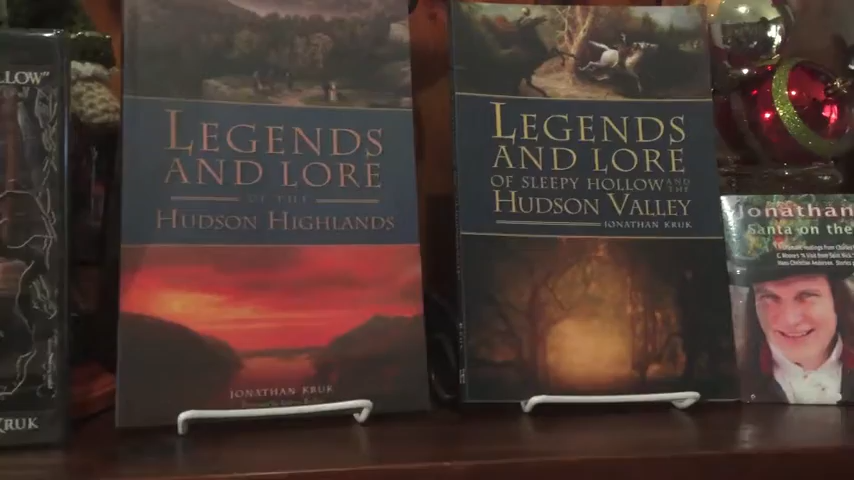 LLOW"
KRUK
LEGENDS
AND LORE
OF THE
HUDSON HIGHLANDS
JONATHAN KRUK
LEGENDS
AND LORE
OF SLEEPY HOLLOW AND THE
HUDSON VALLEY
JONATHAN KRUK
Jonathan
Santa on the